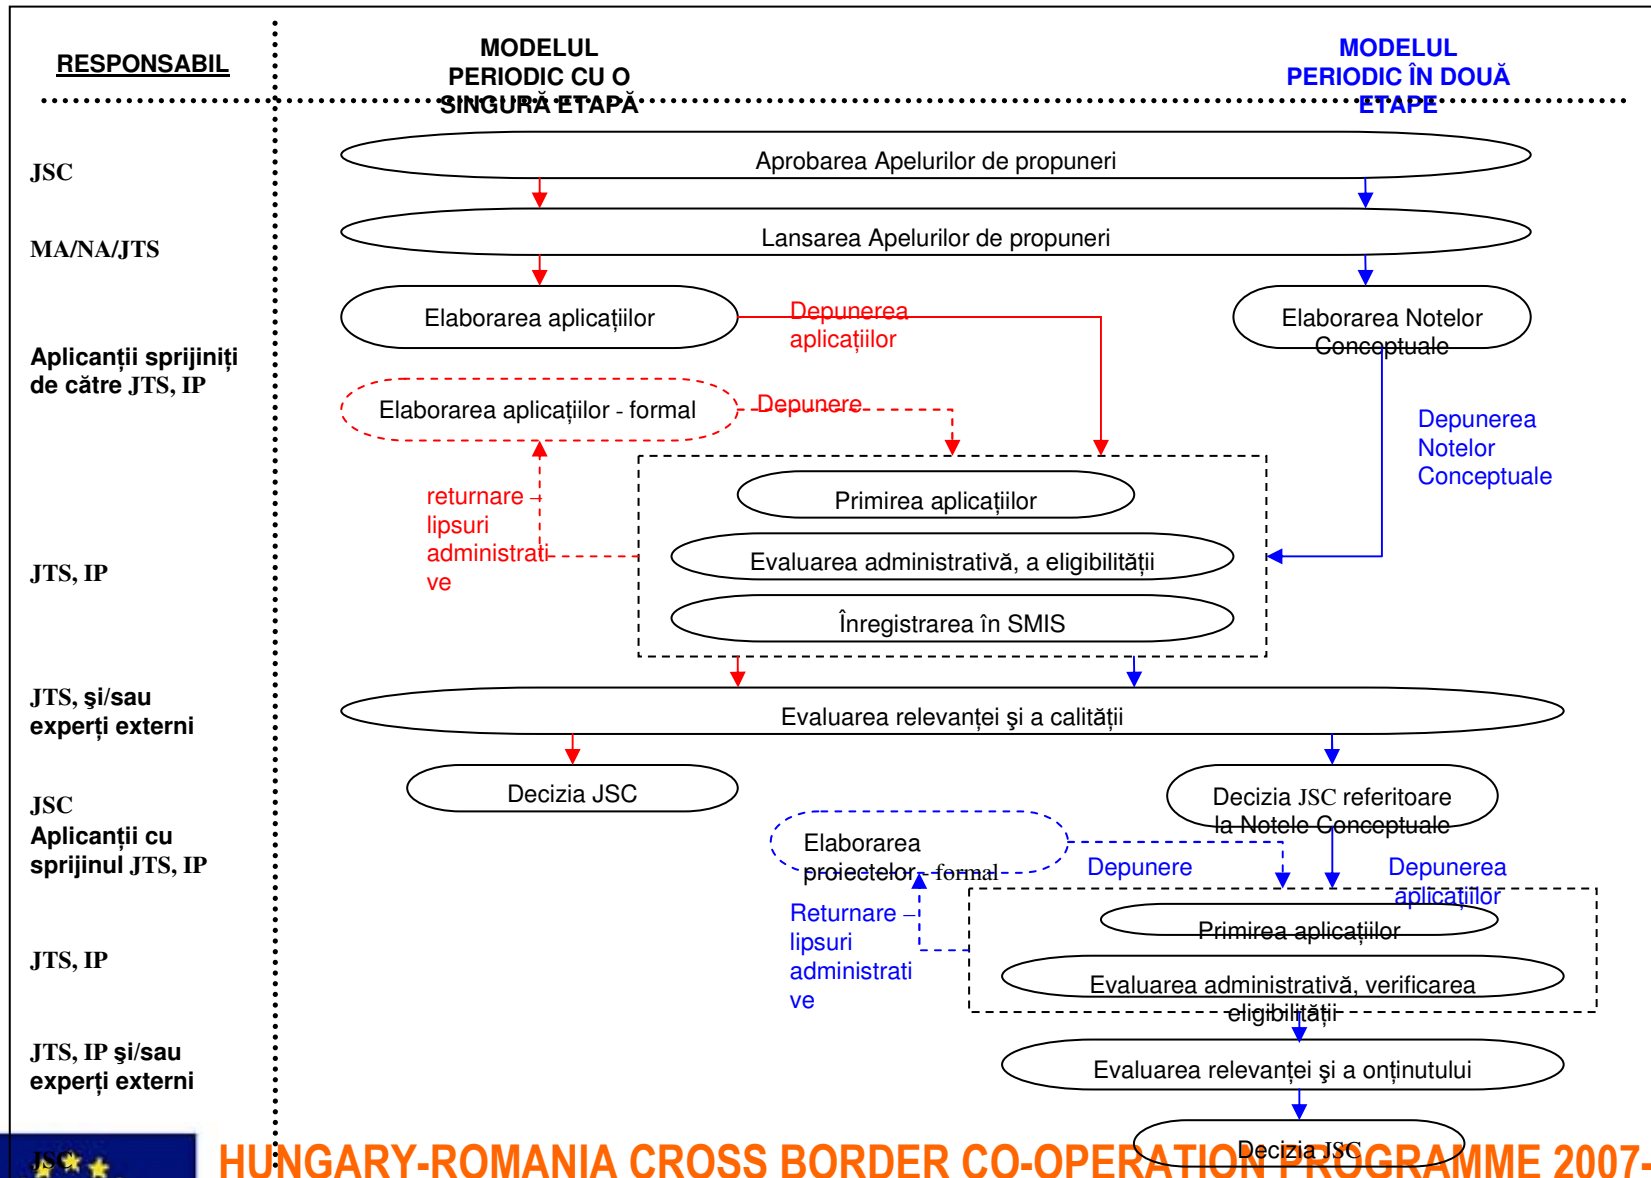 RESPONSABIL
MODELUL
PERIODIC CU O
SINGURĂ ETAPĂ
MODELUL
PERIODIC ÎN DOUĂ
ETAPE
JSC
Aprobarea Apelurilor de propuneri
MA/NA/JTS
Lansarea Apelurilor de propuneri
Aplicanții sprijiniți
de către JTS, IP
Elaborarea aplicațiilor
Depunerea
aplicațiilor
Elaborarea Notelor
Conceptuale
Elaborarea aplicațiilor - formal
Depunere
Depunerea
Notelor
Conceptuale
returnare –
lipsuri
administrati
ve
Primirea aplicațiilor
JTS, IP
Evaluarea administrativă, a eligibilității
Înregistrarea în SMIS
JTS, şi/sau
experți externi
Evaluarea relevanței şi a calității
JSC
Decizia JSC
Decizia JSC referitoare
la Notele Conceptuale
Aplicanții cu
sprijinul JTS, IP
Elaborarea
proiectelor - formal
Depunere
Depunerea
aplicațiilor
Returnare –
lipsuri
administrati
ve
Primirea aplicațiilor
JTS, IP
Evaluarea administrativă, verificarea
eligibilității
JTS, IP şi/sau
experți externi
Evaluarea relevanței şi a onținutului
JSC
Decizia JSC
HUNGARY-ROMANIA CROSS BORDER CO-OPERATION PROGRAMME 2007-